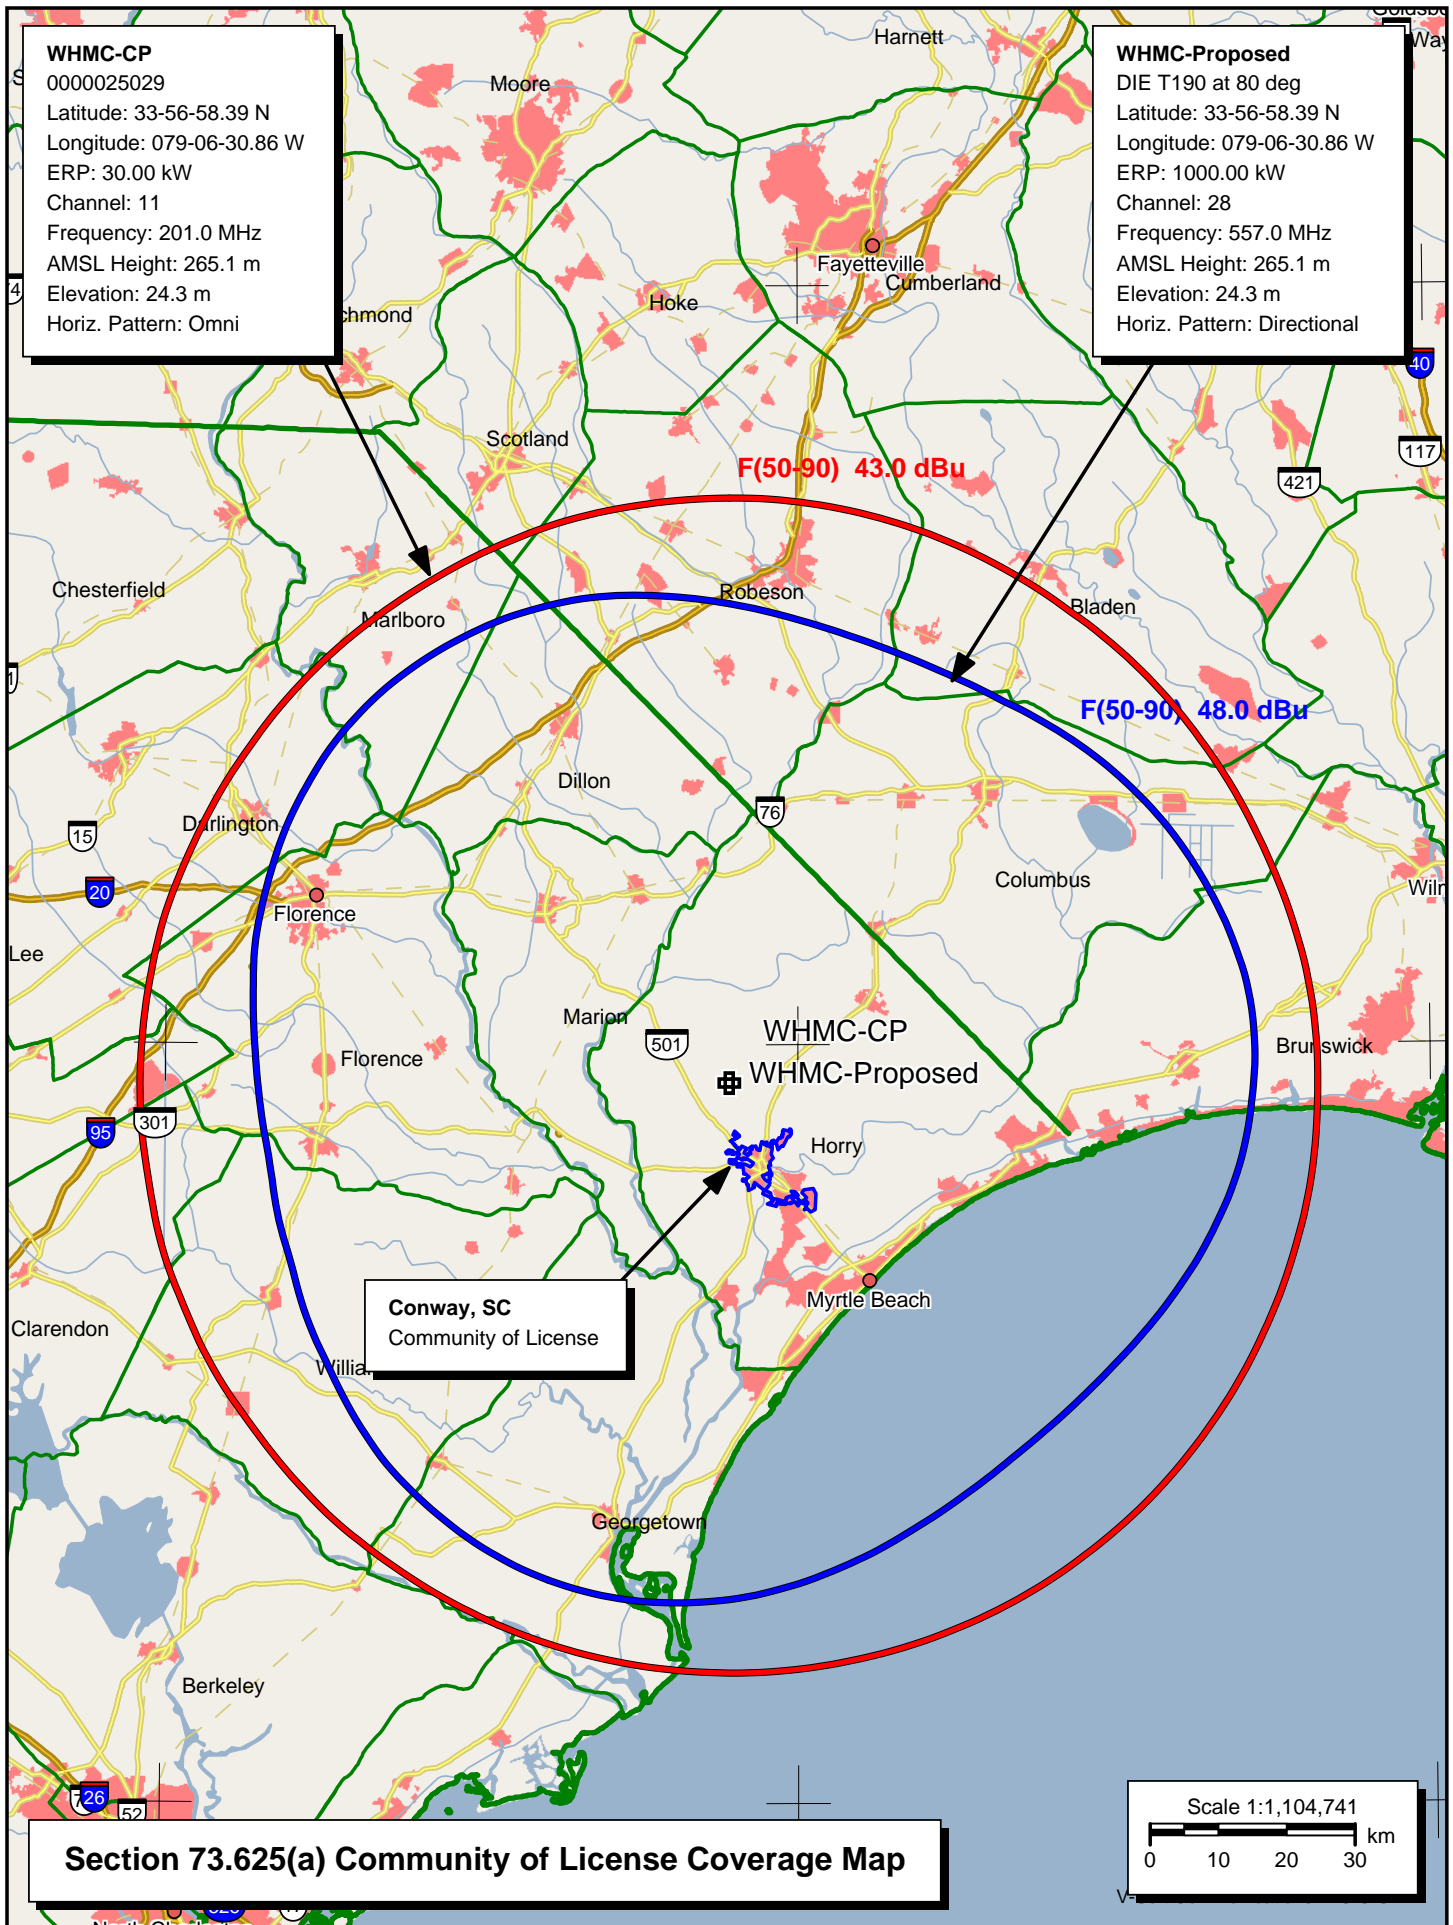 WHMC-CP
0000025029
Latitude: 33-56-58.39 N
Longitude: 079-06-30.86 W
ERP: 30.00 kW
Channel: 11
Frequency: 201.0 MHz
AMSL Height: 265.1 m
Elevation: 24.3 m
Horiz. Pattern: Omni
WHMC-Proposed
DIE T190 at 80 deg
Latitude: 33-56-58.39 N
Longitude: 079-06-30.86 W
ERP: 1000.00 kW
Channel: 28
Frequency: 557.0 MHz
AMSL Height: 265.1 m
Elevation: 24.3 m
Horiz. Pattern: Directional
Harnett
Way
Moore
Fayetteville
Cumberland
Hoke
chmond
40
Scotland
F(50-90) 43.0 dBu
117
421
Chesterfield
Robeson
Bladen
Marlboro
F(50-90) 48.0 dBu
Dillon
76
15
Darlington
20
Columbus
Florence
Lee
Marion
501
WHMC-CP
WHMC-Proposed
Brunswick
Florence
301
95
Horry
Conway, SC
Community of License
Myrtle Beach
Clarendon
Willia
Georgetown
Berkeley
26
52
Section 73.625(a) Community of License Coverage Map
Scale 1:1,104,741
km
0 10 20 30